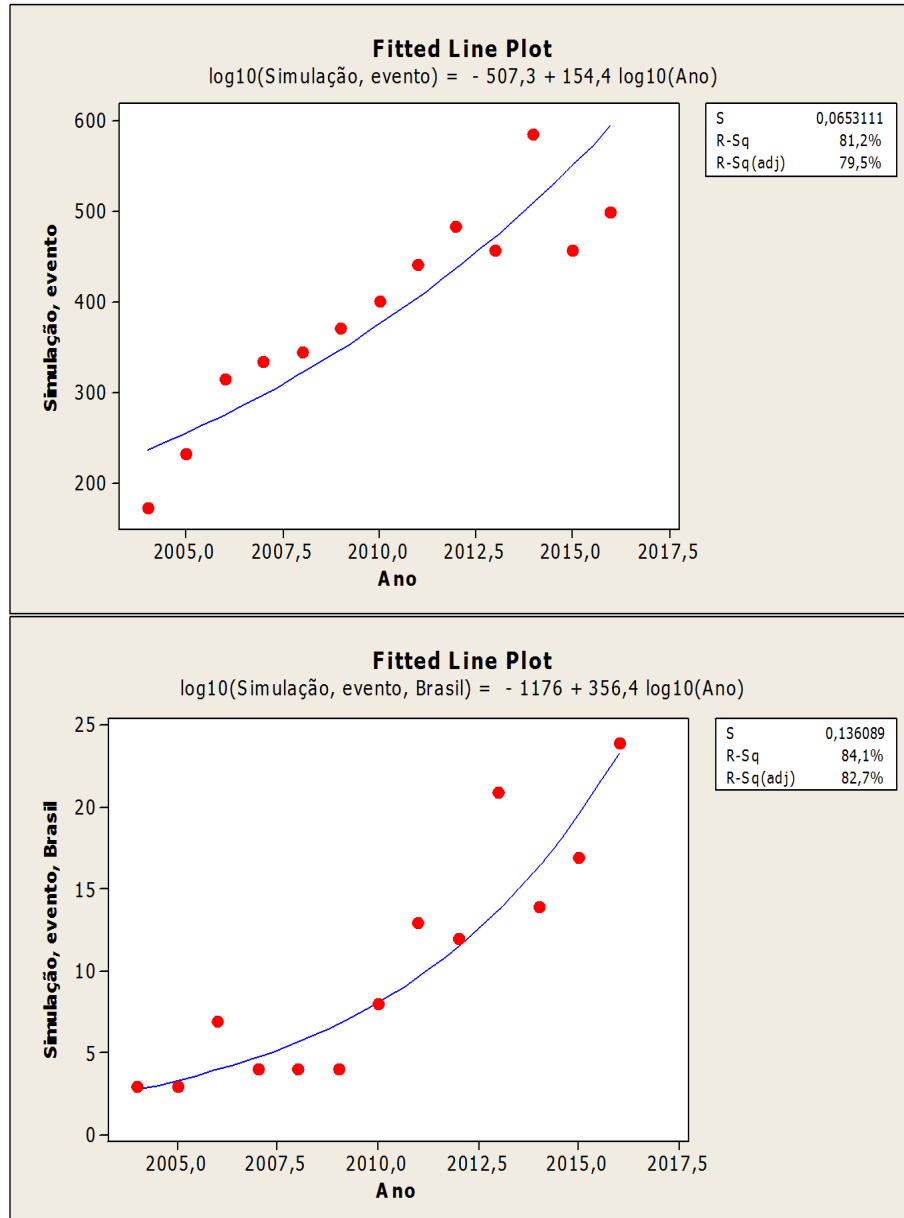 Fitted Line Plot
log10(Simulação, evento) = - 507,3 + 154,4 log10(Ano)
S 0,0653111
R-Sq 81,2%
R-Sq(adj) 79,5%
600
500
400
300
200
Simulação, evento
2005,0 2007,5 2010,0 2012,5 2015,0 2017,5
Ano
Fitted Line Plot
log10(Simulação, evento, Brasil) = - 1176 + 356,4 log10(Ano)
S 0,136089
R-Sq 84,1%
R-Sq(adj) 82,7%
25
20
15
10
5
0
Simulação, evento, Brasil
2005,0 2007,5 2010,0 2012,5 2015,0 2017,5
Ano